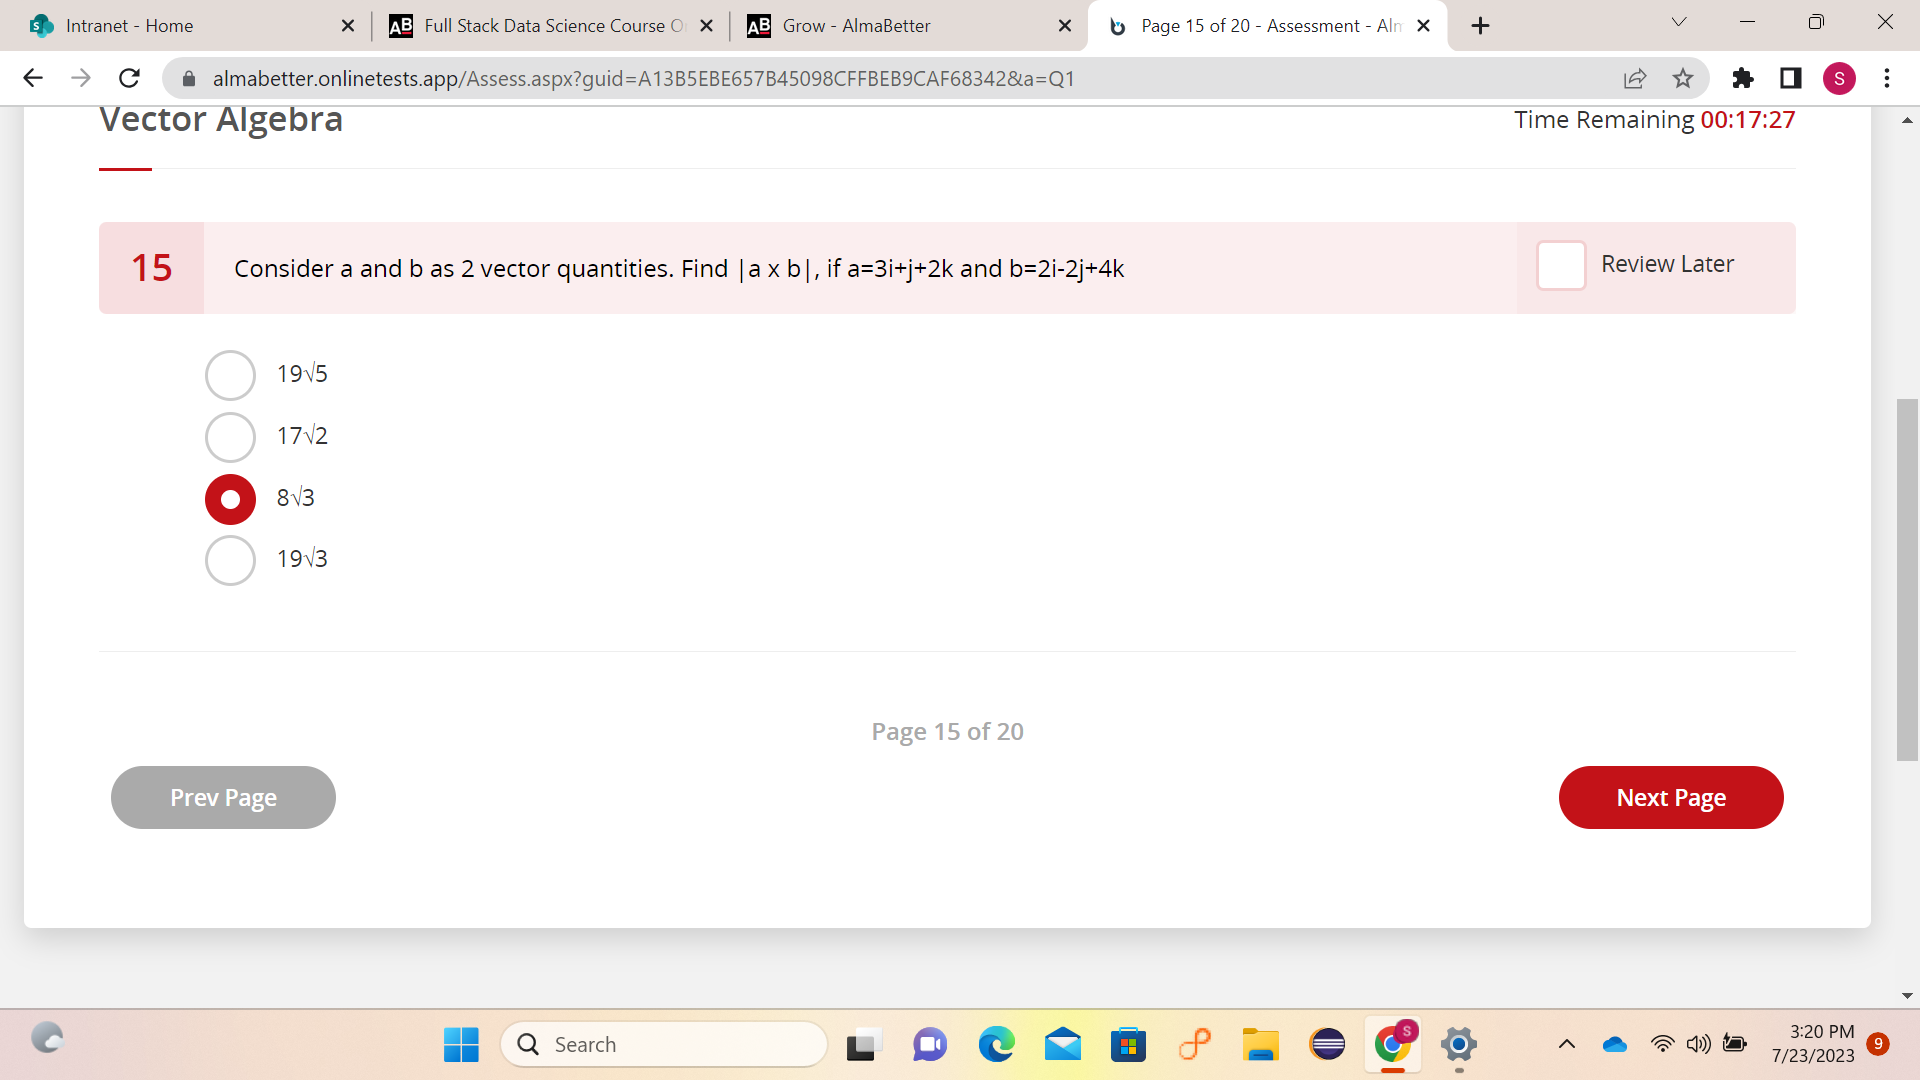 Intranet - Home
AB Full Stack Data Science Course O
AB Grow - AlmaBetter
Page 15 of 20 - Assessment - Alm
almabetter.onlinetests.app/Assess.aspx?guid=A13B5EBE657B45098CFFBEB9CAF68342&a=Q1
S
Vector Algebra
Time Remaining 00:17:27
15
Consider a and b as 2 vector quantities. Find |a x b|, if a=3i+j+2k and b=2i-2j+4k
Review Later
19√5
17√2
8√3
19√3
Page 15 of 20
Prev Page
Next Page
Search
S
3:20 PM
7/23/2023
9